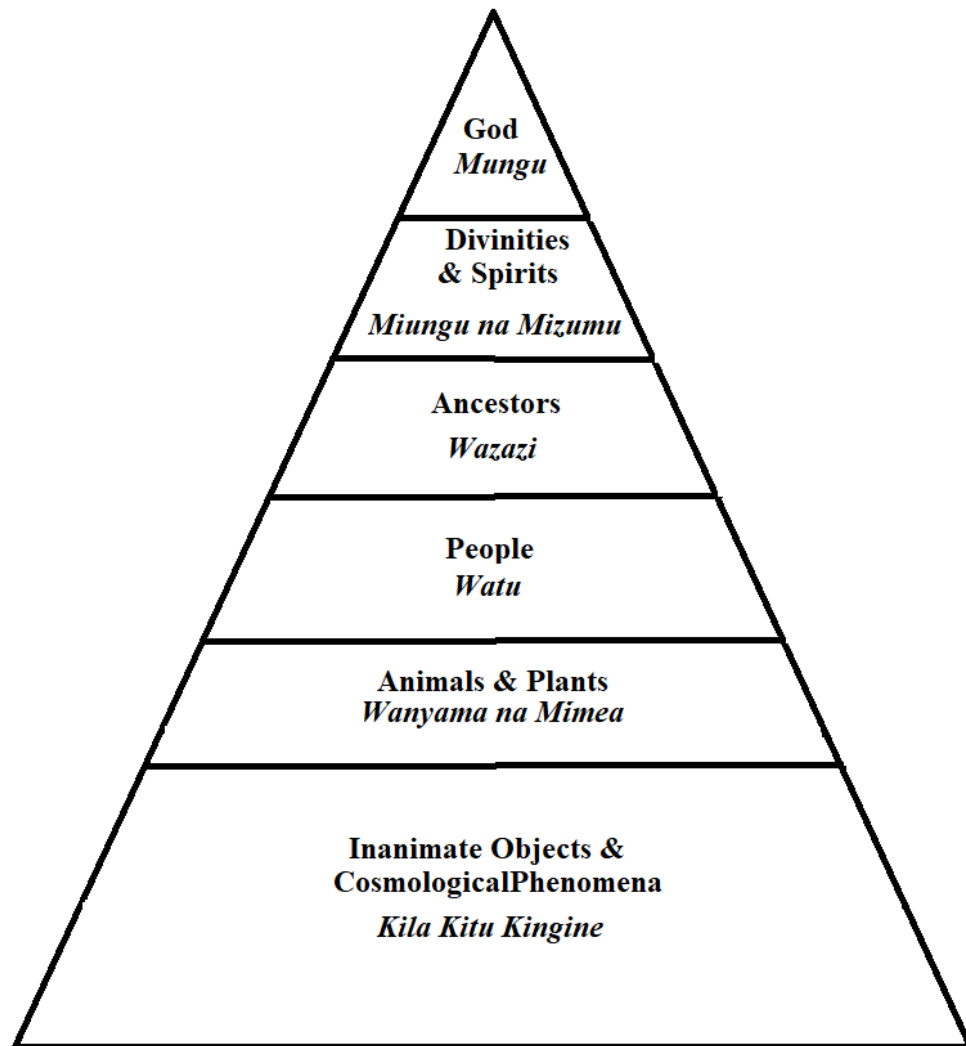 God
Mungu
Divinities
& Spirits
Miungu na Mizumu
Ancestors
Wazazi
People
Watu
Animals & Plants
Wanyama na Mimea
Inanimate Objects &
CosmologicalPhenomena
Kila Kitu Kingine